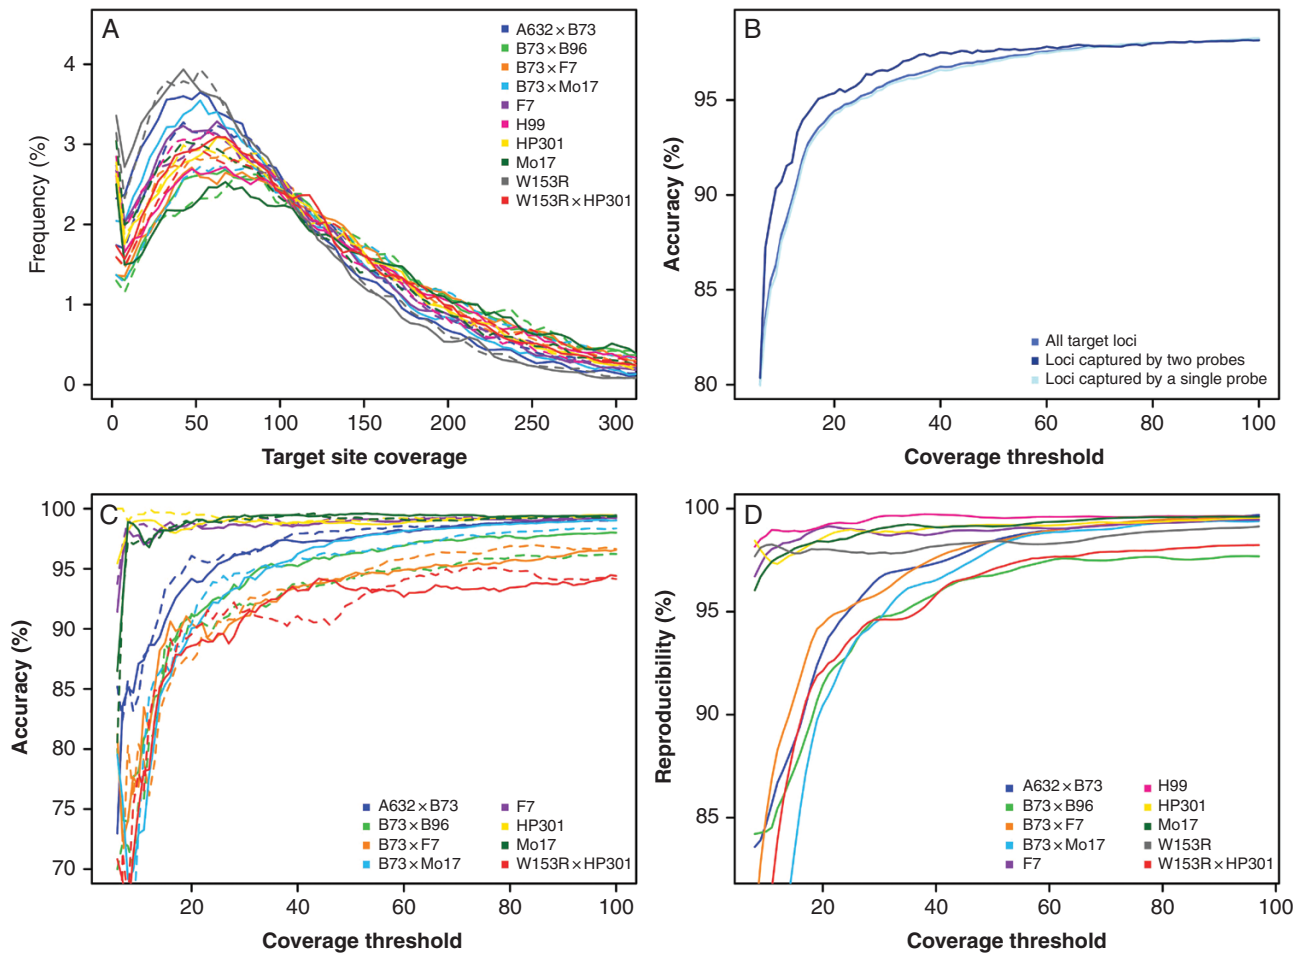 A
A632×B73
B73×B96
B73×F7
B73×Mo17
F7
H99
HP301
Mo17
W153R
W153R×HP301
Frequency (%)
4
3
2
1
0
0
50
100
150
200
250
300
Target site coverage
B
Accuracy (%)
95
90
85
80
All target loci
Loci captured by two probes
Loci captured by a single probe
20
40
60
80
100
Coverage threshold
C
Accuracy (%)
100
95
90
85
80
75
70
A632×B73
B73×B96
B73×F7
B73×Mo17
F7
HP301
Mo17
W153R×HP301
20
40
60
80
100
Coverage threshold
D
Reproducibility (%)
100
95
90
85
A632×B73
B73×B96
B73×F7
B73×Mo17
F7
H99
HP301
Mo17
W153R
W153R×HP301
20
40
60
80
100
Coverage threshold